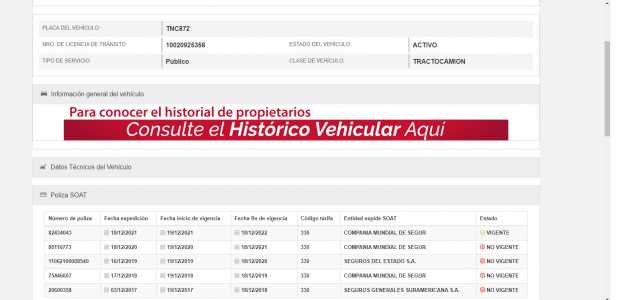 PLACA DEL VEHÍCULO: TNC872
NRO. DE LICENCIA DE TRÁNSITO: 10020925358 ESTADO DEL VEHÍCULO: ACTIVO
TIPO DE SERVICIO: Público CLASE DE VEHÍCULO: TRACTOCAMION
Información general del vehículo
Para conocer el historial de propietarios
Consulte el Histórico Vehicular Aquí
Datos Técnicos del Vehículo
Poliza SOAT
Número de poliza Fecha expedición Fecha inicio de vigencia Fecha fin de vigencia Código tarifa Entidad expide SOAT Estado
82434043 18/12/2021 19/12/2021 18/12/2022 330 COMPANIA MUNDIAL DE SEGUR VIGENTE
80116773 18/12/2020 19/12/2020 18/12/2021 330 COMPANIA MUNDIAL DE SEGUR NO VIGENTE
16/12/2019 19/12/2019 18/12/2020 330 SEGUROS DEL ESTADO S.A. NO VIGENTE
75846607 17/12/2018 19/12/2018 18/12/2019 330 COMPANIA MUNDIAL DE SEGUR NO VIGENTE
20600358 03/12/2017 19/12/2017 18/12/2018 330 SEGUROS GENERALES SURAMERICANA S.A. NO VIGENTE